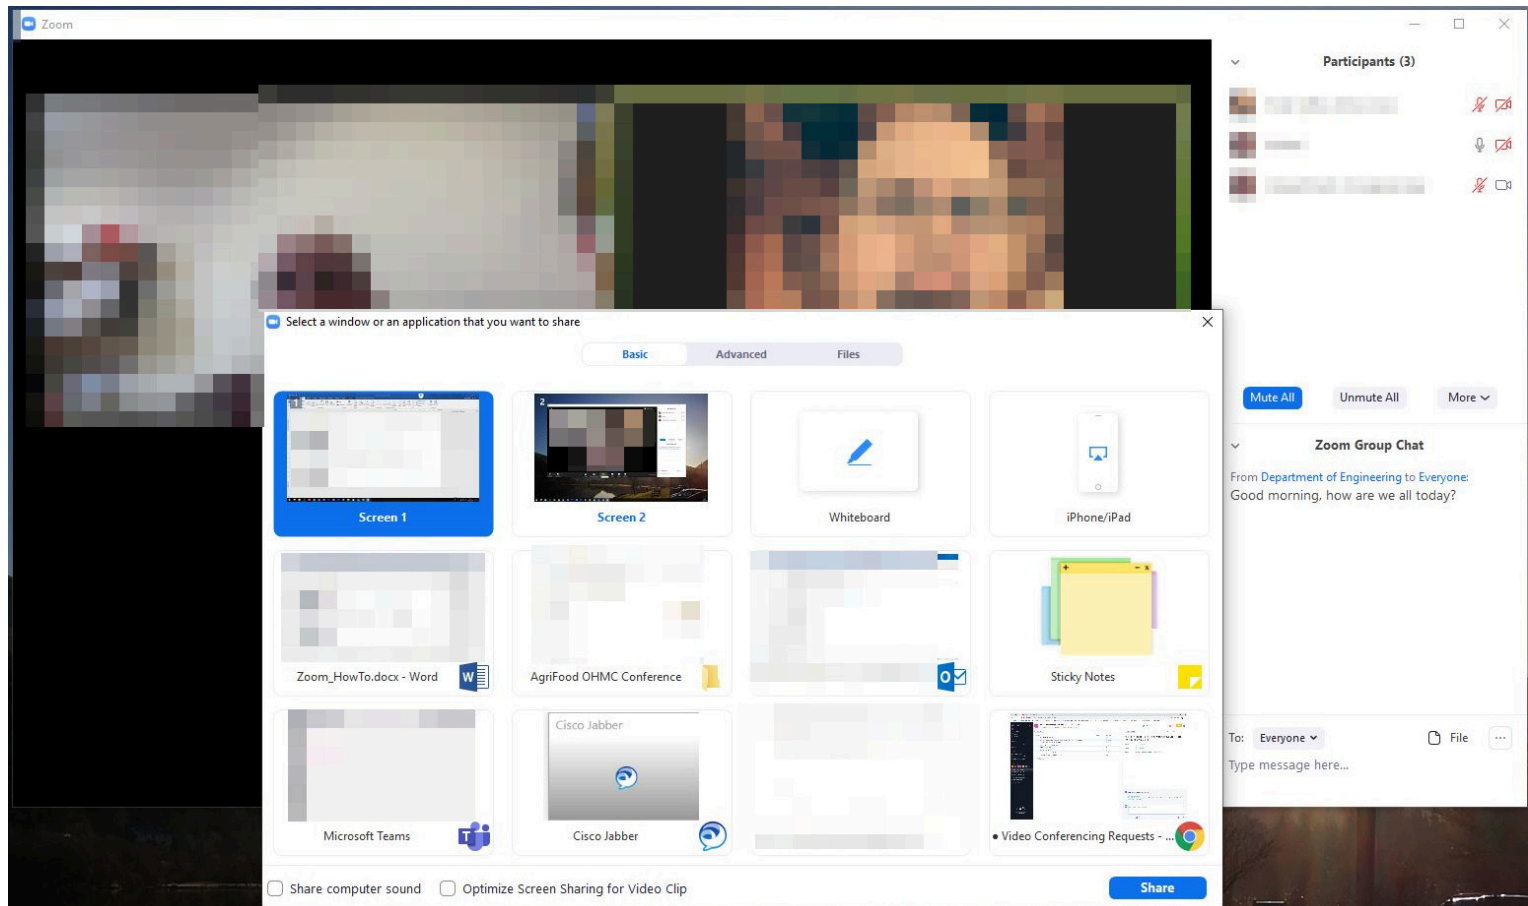 Zoom
Participants (3)
Select a window or an application that you want to share
Basic
Advanced
Files
Mute All
Unmute All
More
1
Screen 1
2
Screen 2
Whiteboard
iPhone/iPad
Zoom Group Chat
From Department of Engineering to Everyone:
Good morning, how are we all today?
Zoom_HowTo.docx - Word
W
AgriFood OHMC Conference
O
Sticky Notes
Microsoft Teams
T
Cisco Jabber
Cisco Jabber
● Video Conferencing Requests - ...
To: Everyone
File
...
Type message here...
Share computer sound
Optimize Screen Sharing for Video Clip
Share